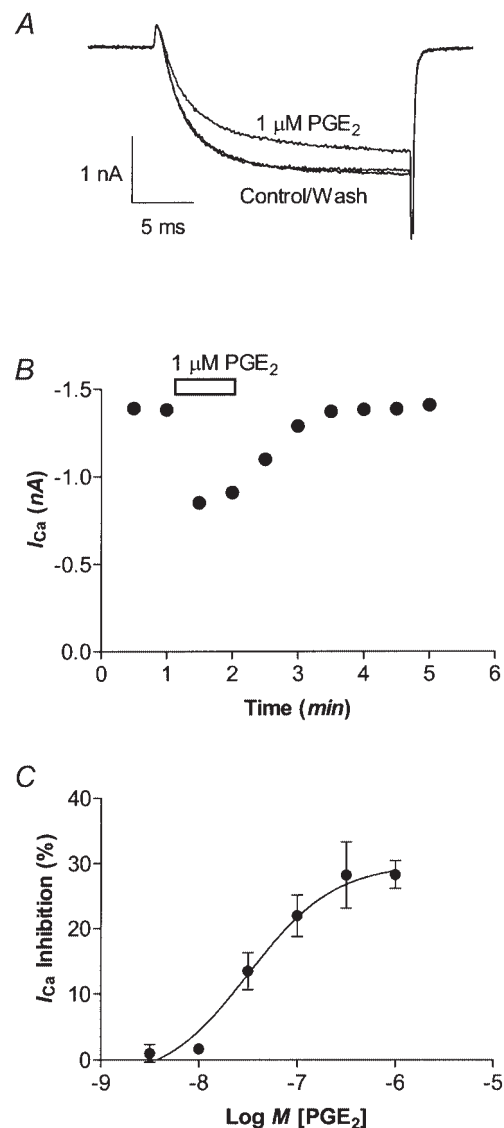 A
1 μM PGE₂
1 nA
Control/Wash
5 ms
B
1 μM PGE₂
-1.5
-1.0
-0.5
0.0
I_Ca (nA)
0 1 2 3 4 5 6
Time (min)
C
40
30
20
10
0
I_Ca Inhibition (%)
-9 -8 -7 -6 -5
Log M [PGE₂]